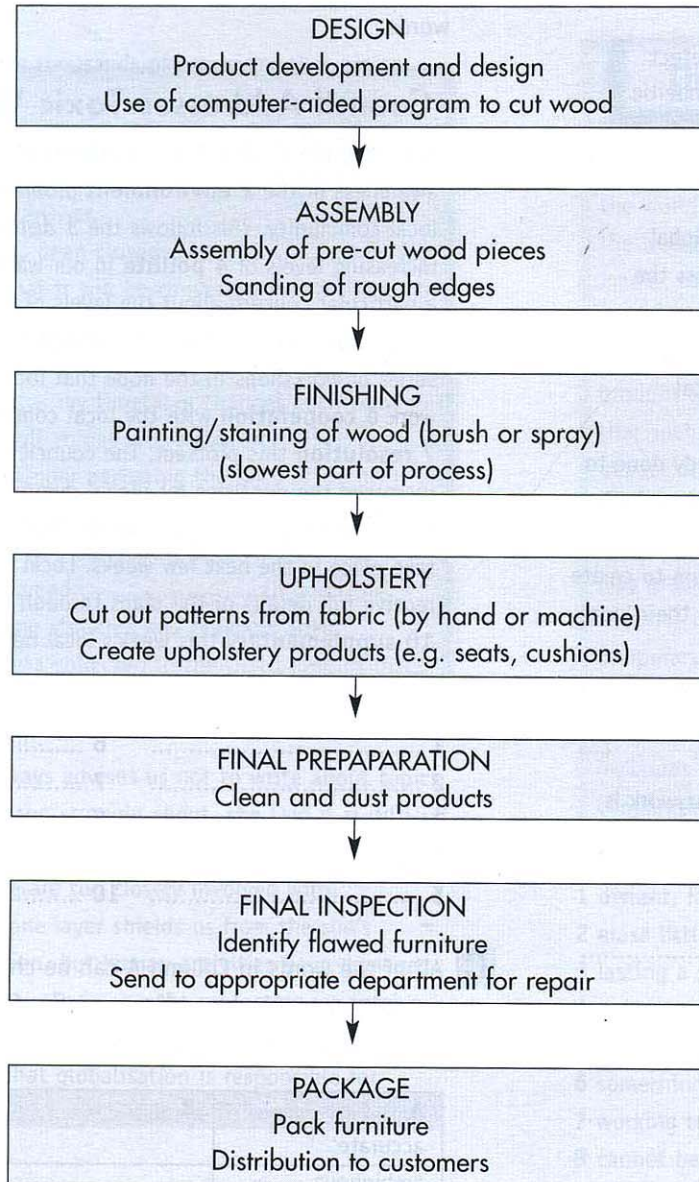 DESIGN
Product development and design
Use of computer-aided program to cut wood
ASSEMBLY
Assembly of pre-cut wood pieces
Sanding of rough edges
FINISHING
Painting/staining of wood (brush or spray)
(slowest part of process)
UPHOLSTERY
Cut out patterns from fabric (by hand or machine)
Create upholstery products (e.g. seats, cushions)
FINAL PREPAPARATION
Clean and dust products
FINAL INSPECTION
Identify flawed furniture
Send to appropriate department for repair
PACKAGE
Pack furniture
Distribution to customers